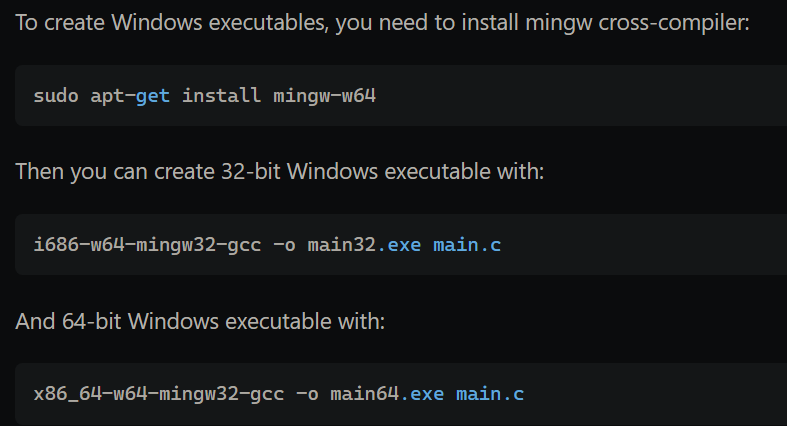 To create Windows executables, you need to install mingw cross-compiler:
sudo apt-get install mingw-w64
Then you can create 32-bit Windows executable with:
i686-w64-mingw32-gcc -o main32.exe main.c
And 64-bit Windows executable with:
x86_64-w64-mingw32-gcc -o main64.exe main.c